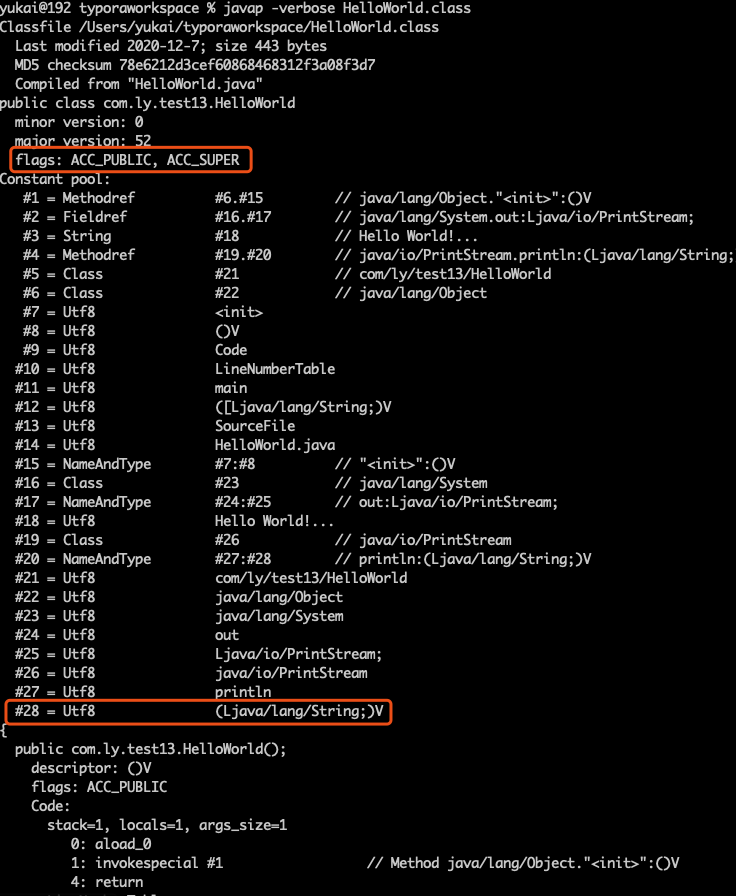 yukai@192 typoraworkspace % javap -verbose HelloWorld.class
Classfile /Users/yukai/typoraworkspace/HelloWorld.class
  Last modified 2020-12-7; size 443 bytes
  MD5 checksum 78e6212d3cef60868468312f3a08f3d7
  Compiled from "HelloWorld.java"
public class com.ly.test13.HelloWorld
  minor version: 0
  major version: 52
  flags: ACC_PUBLIC, ACC_SUPER
Constant pool:
   #1 = Methodref          #6.#15         // java/lang/Object."<init>":()V
   #2 = Fieldref           #16.#17        // java/lang/System.out:Ljava/io/PrintStream;
   #3 = String             #18            // Hello World!...
   #4 = Methodref          #19.#20        // java/io/PrintStream.println:(Ljava/lang/String;
   #5 = Class              #21            // com/ly/test13/HelloWorld
   #6 = Class              #22            // java/lang/Object
   #7 = Utf8               <init>
   #8 = Utf8               ()V
   #9 = Utf8               Code
  #10 = Utf8               LineNumberTable
  #11 = Utf8               main
  #12 = Utf8               ([Ljava/lang/String;)V
  #13 = Utf8               SourceFile
  #14 = Utf8               HelloWorld.java
  #15 = NameAndType        #7:#8          // "<init>":()V
  #16 = Class              #23            // java/lang/System
  #17 = NameAndType        #24:#25        // out:Ljava/io/PrintStream;
  #18 = Utf8               Hello World!...
  #19 = Class              #26            // java/io/PrintStream
  #20 = NameAndType        #27:#28        // println:(Ljava/lang/String;)V
  #21 = Utf8               com/ly/test13/HelloWorld
  #22 = Utf8               java/lang/Object
  #23 = Utf8               java/lang/System
  #24 = Utf8               out
  #25 = Utf8               Ljava/io/PrintStream;
  #26 = Utf8               java/io/PrintStream
  #27 = Utf8               println
  #28 = Utf8               (Ljava/lang/String;)V
{
  public com.ly.test13.HelloWorld();
    descriptor: ()V
    flags: ACC_PUBLIC
    Code:
      stack=1, locals=1, args_size=1
         0: aload_0
         1: invokespecial #1                  // Method java/lang/Object."<init>":()V
         4: return